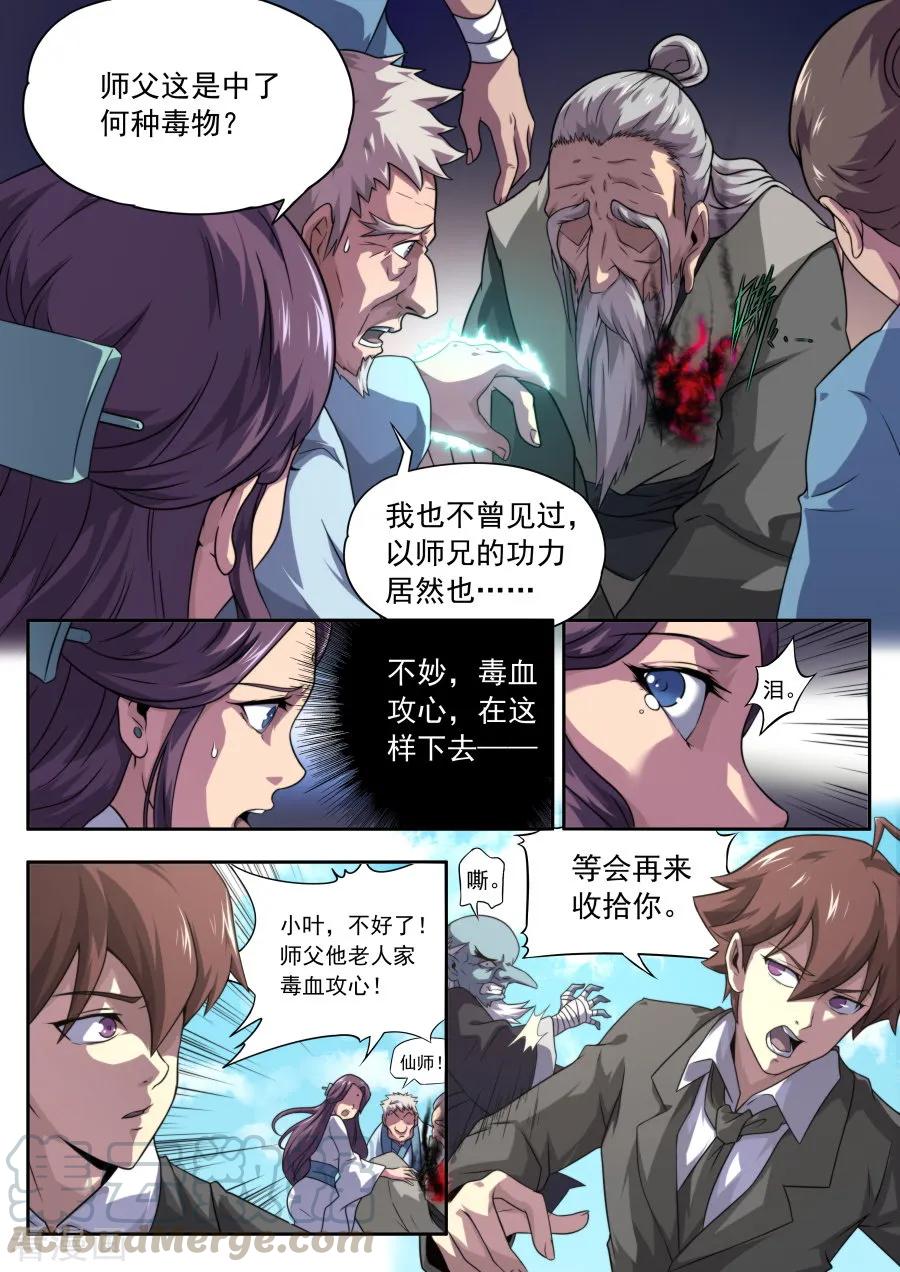 师父这是中了
何种毒物？
我也不曾见过，
以师兄的功力
居然也……
不妙，毒血
攻心，在这
样下去——
泪。
小叶，不好了！
师父他老人家
毒血攻心！
仙师！
嘶。
等会再来
收拾你。
AcloudMerge.com
看漫画